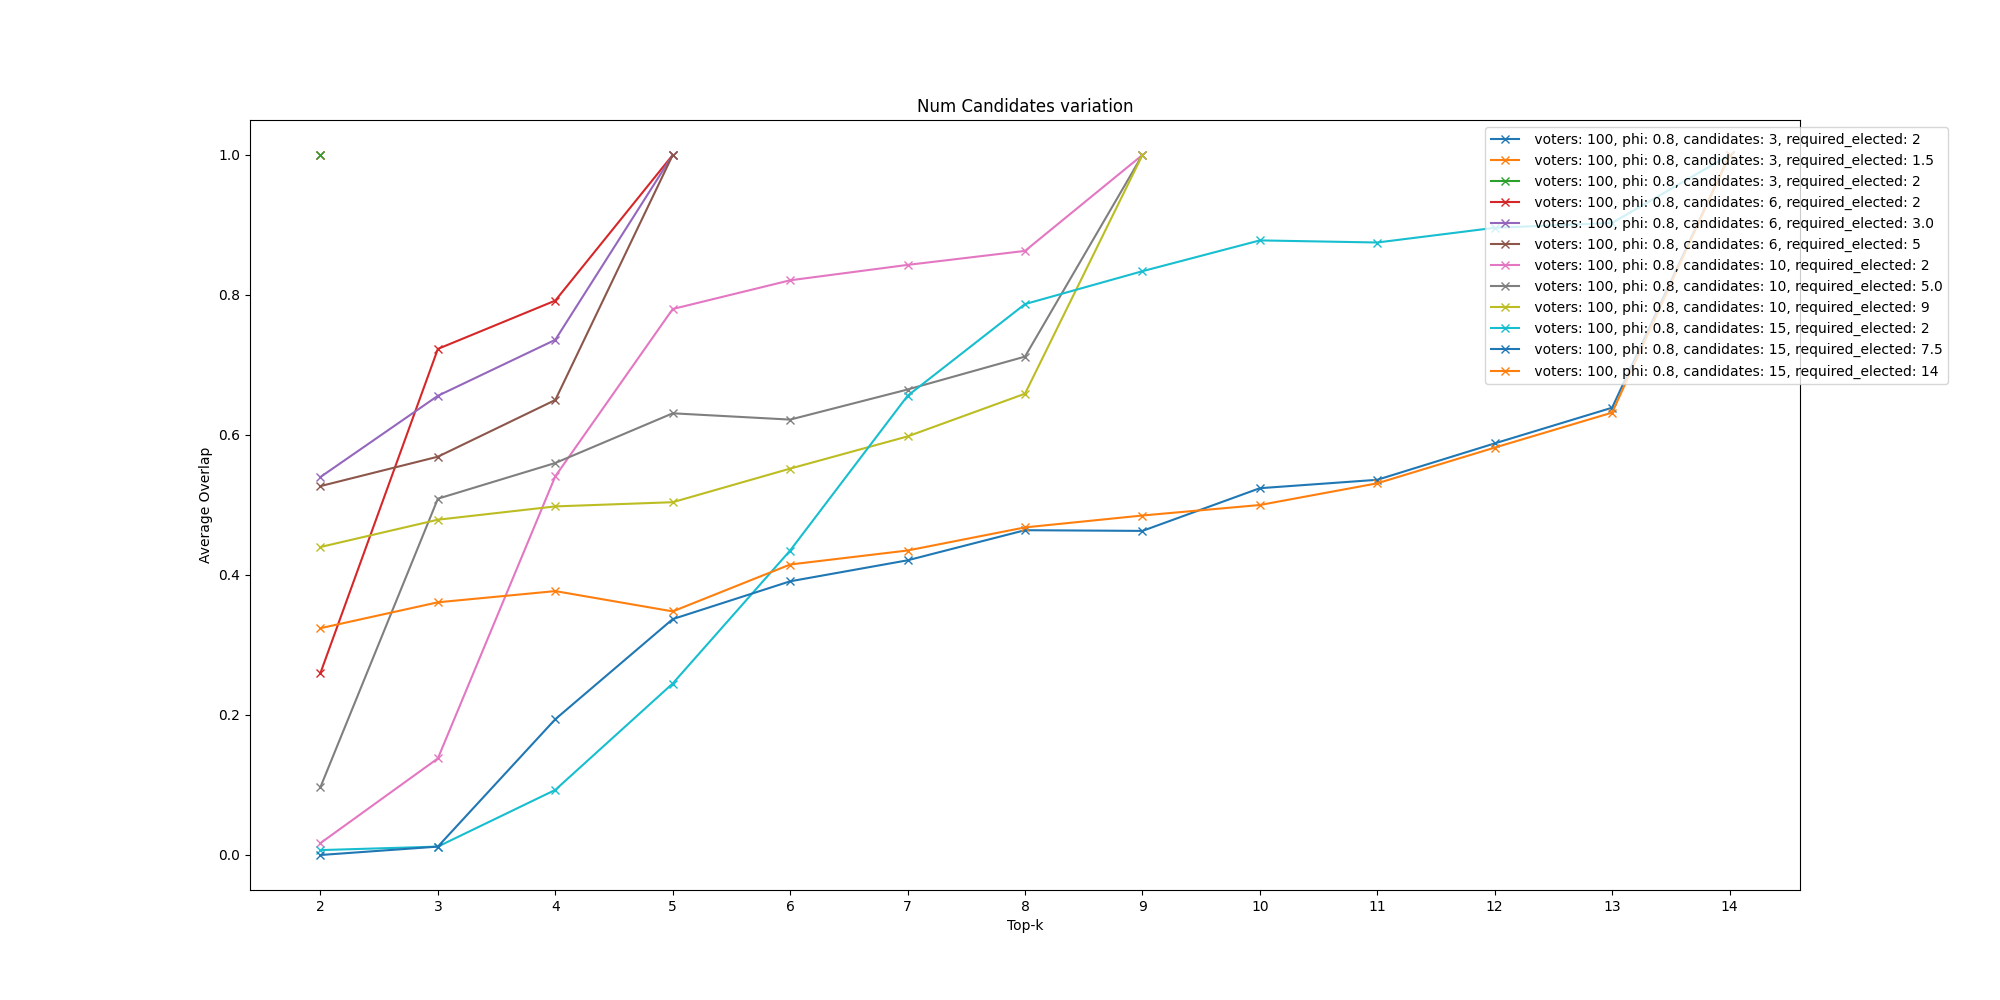 Num Candidates variation
voters: 100, phi: 0.8, candidates: 3, required_elected: 2
voters: 100, phi: 0.8, candidates: 3, required_elected: 1.5
voters: 100, phi: 0.8, candidates: 3, required_elected: 2
voters: 100, phi: 0.8, candidates: 6, required_elected: 2
voters: 100, phi: 0.8, candidates: 6, required_elected: 3.0
voters: 100, phi: 0.8, candidates: 6, required_elected: 5
voters: 100, phi: 0.8, candidates: 10, required_elected: 2
voters: 100, phi: 0.8, candidates: 10, required_elected: 5.0
voters: 100, phi: 0.8, candidates: 10, required_elected: 9
voters: 100, phi: 0.8, candidates: 15, required_elected: 2
voters: 100, phi: 0.8, candidates: 15, required_elected: 7.5
voters: 100, phi: 0.8, candidates: 15, required_elected: 14
Average Overlap
1.0
0.8
0.6
0.4
0.2
0.0
2 3 4 5 6 7 8 9 10 11 12 13 14
Top-k